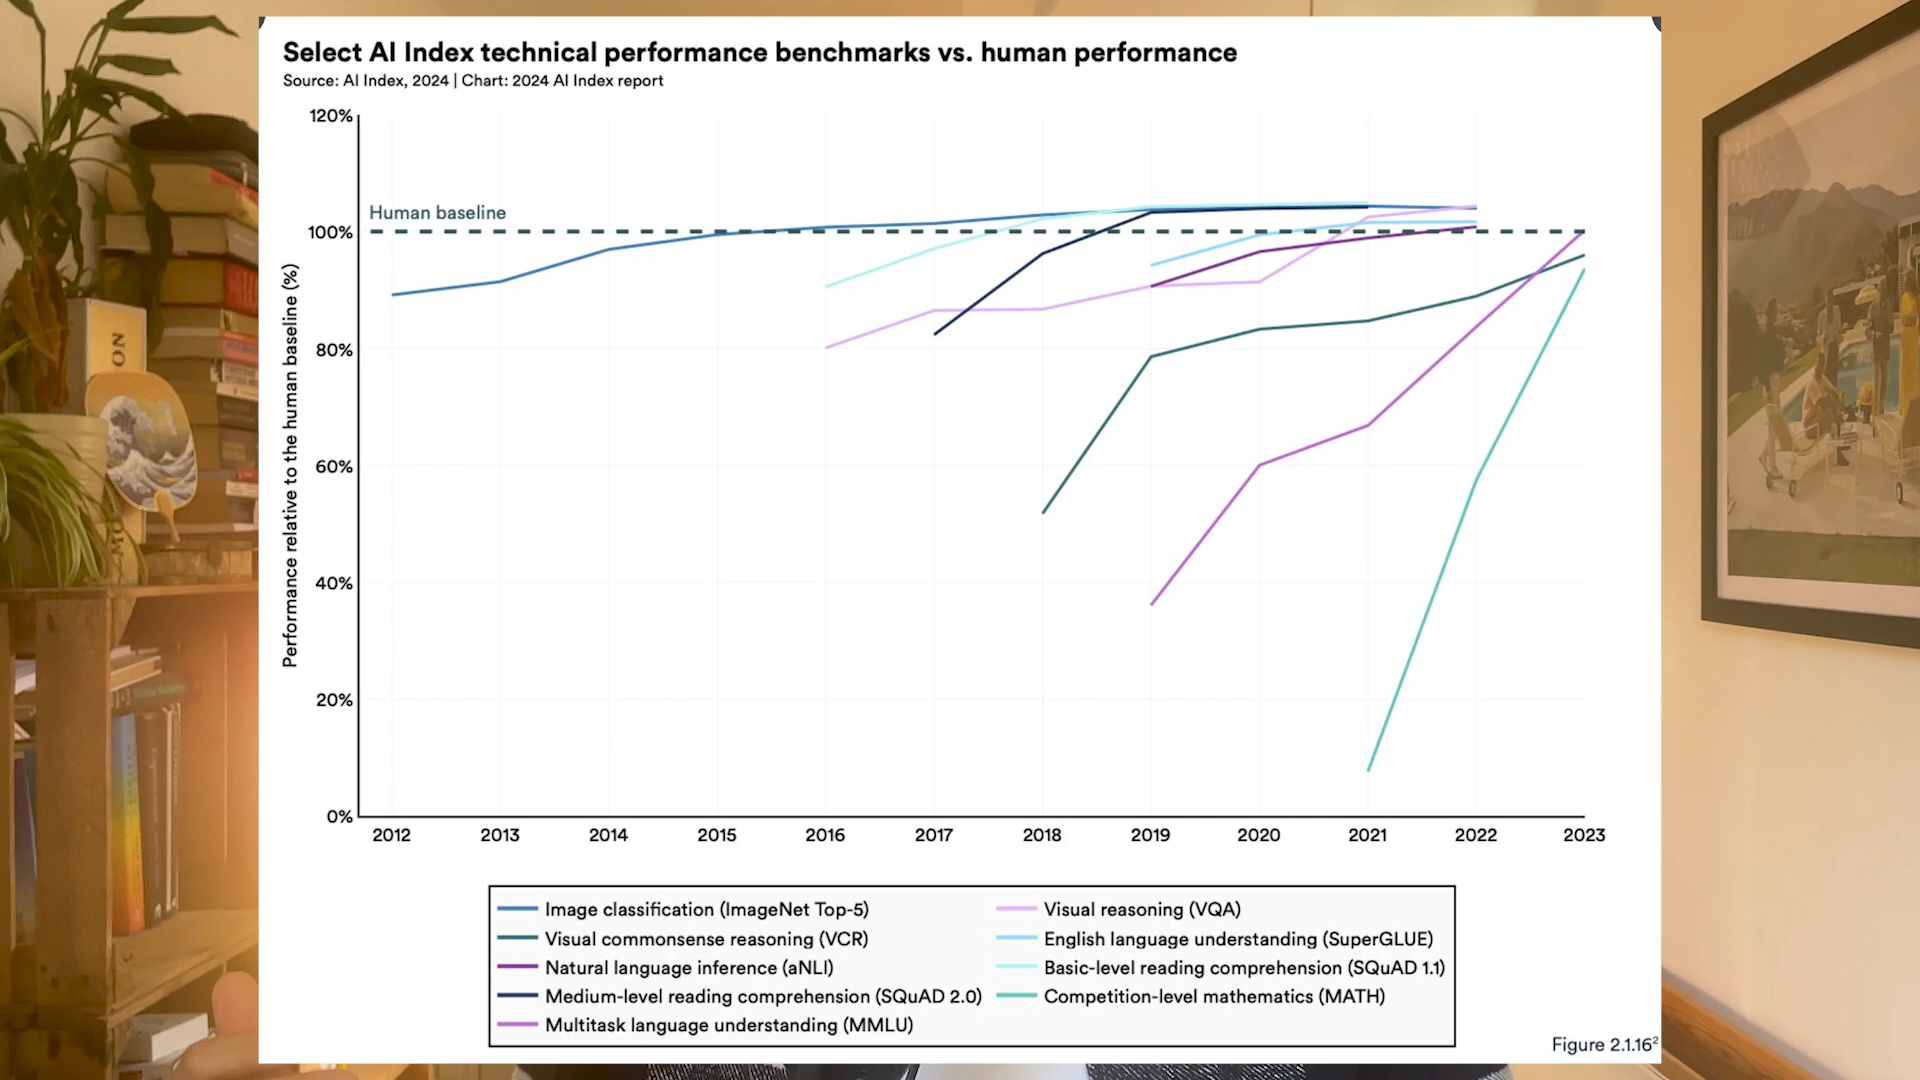 Select AI Index technical performance benchmarks vs. human performance
Source: AI Index, 2024 | Chart: 2024 AI Index report
Performance relative to the human baseline (%)
120%
100%
80%
60%
40%
20%
0%
Human baseline
2012 2013 2014 2015 2016 2017 2018 2019 2020 2021 2022 2023
Image classification (ImageNet Top-5)
Visual commonsense reasoning (VCR)
Natural language inference (aNLI)
Medium-level reading comprehension (SQuAD 2.0)
Multitask language understanding (MMLU)
Visual reasoning (VQA)
English language understanding (SuperGLUE)
Basic-level reading comprehension (SQuAD 1.1)
Competition-level mathematics (MATH)
Figure 2.1.16²